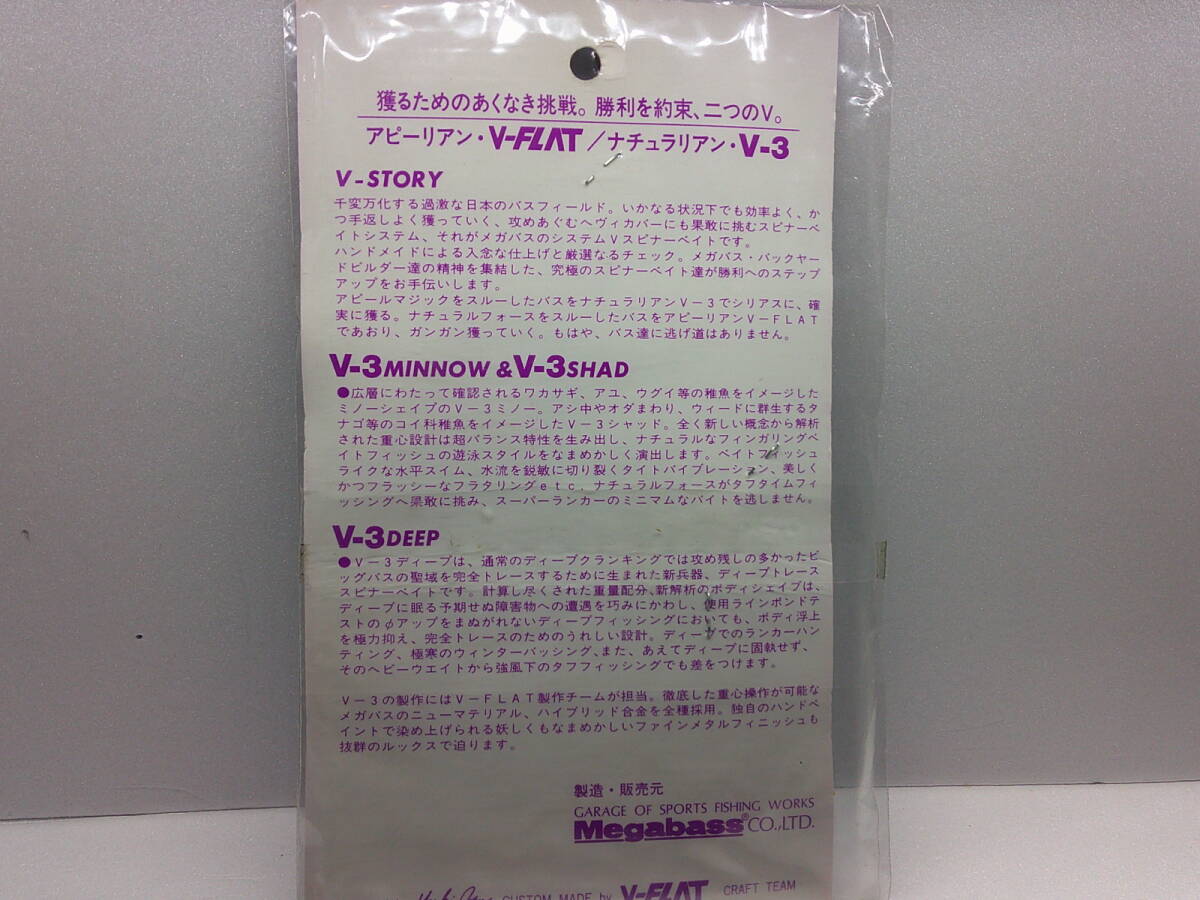 獲るためのあくなき挑戦。勝利を約束、二つのV。
アピーリアン・V-FLAT／ナチュラリアン・V-3
V-STORY
千変万化する過激な日本のバスフィールド。いかなる状況下でも効率よく、か
つ手返しよく獲っていく、攻めあぐむヘヴィカバーにも果敢に挑むスピナーベ
イトシステム、それがメガバスのシステムVスピナーベイトです。
ハンドメイドによる入念な仕上げと厳選なるチェック。メガバス・バックヤー
ドビルダー達の精神を集結した、究極のスピナーベイト達が勝利へのステップ
アップをお手伝いします。
アピールマジックをスルーしたバスをナチュラリアンV－3でシリアスに、確
実に獲る。ナチュラルフォースをスルーしたバスをアピーリアンV－FLAT
であおり、ガンガン獲っていく。もはや、バス達に逃げ道はありません。
V-3MINNOW & V-3SHAD
●広層にわたって確認されるワカサギ、アユ、ウグイ等の稚魚をイメージした
ミノーシェイプのV－3ミノー。アシ中やオダまわり、ウィードに群生するタ
ナゴ等のコイ科稚魚をイメージしたV－3シャッド。全く新しい概念から解析
された重心設計は超バランス特性を生み出し、ナチュラルなフィンガリングベ
イトフィッシュの遊泳スタイルをなまめかしく演出します。ベイトフィッシュ
ライクな水平スイム、水流を鋭敏に切り裂くタイトバイブレーション、美しく
かつフラッシーなフラタリングetc．ナチュラルフォースがタフタイムフィ
ッシングへ果敢に挑み、スーパーランカーのミニマムなバイトを逃しません。
V-3DEEP
●V－3ディープは、通常のディープクランキングでは攻め残しの多かったビ
ッグバスの聖域を完全トレースするために生まれた新兵器、ディープトレース
スピナーベイトです。計算し尽くされた重量配分、新解析のボディシェイプは、
ディープに眠る予期せぬ障害物への遭遇を巧みにかわし、使用ラインポンドテ
ストのφアップをまぬがれないディープフィッシングにおいても、ボディ浮上
を極力抑え、完全トレースのためのうれしい設計。ディープでのランカーハン
ティング、極寒のウィンターバッシング、また、あえてディープに固執せず、
そのヘビーウエイトから強風下のタフフィッシングでも差をつけます。
V－3の製作にはV－FLAT製作チームが担当。徹底した重心操作が可能な
メガバスのニューマテリアル、ハイブリッド合金を全種採用。独自のハンドペ
イントで染め上げられる妖しくもなまめかしいファインメタルフィニッシュも
抜群のルックスで迫ります。
製造・販売元
GARAGE OF SPORTS FISHING WORKS
Megabass® CO.,LTD.
CUSTOM MADE by V-FLAT CRAFT TEAM